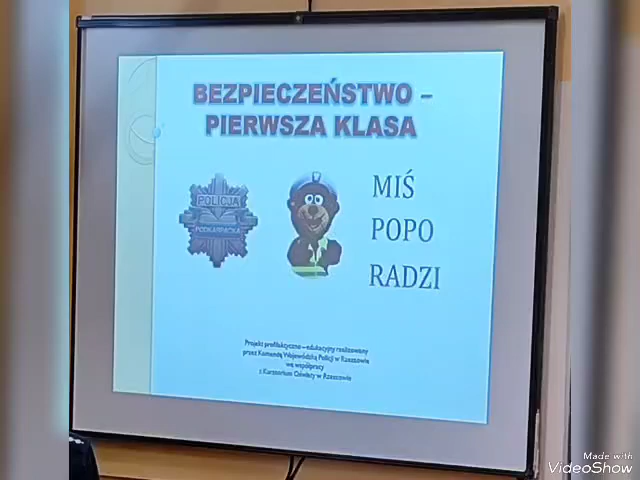 BEZPIECZEŃSTWO –
PIERWSZA KLASA
POLICJA
PODKARPACKA
MIŚ
POPO
RADZI
Projekt profilaktyczno – edukacyjny realizowany
przez Komendę Wojewódzką Policji w Rzeszowie
we współpracy
z Kuratorium Oświaty w Rzeszowie
Made with
VideoShow